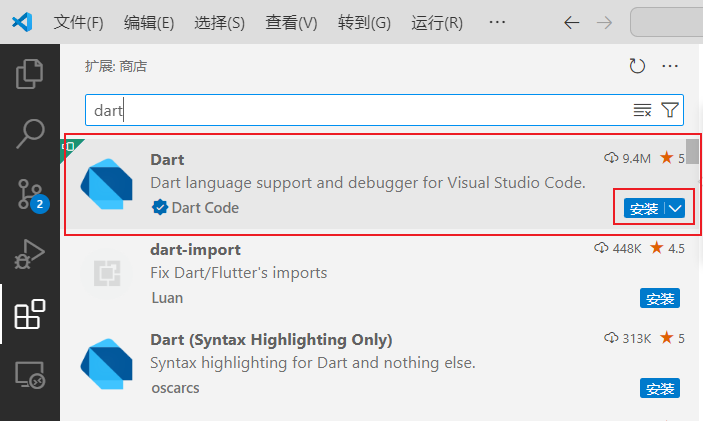 文件(F) 编辑(E) 选择(S) 查看(V) 转到(G) 运行(R) ···
扩展: 商店 ···
dart
Dart 9.4M 5
Dart language support and debugger for Visual Studio Code.
Dart Code 安装
2
dart-import 448K 4.5
Fix Dart/Flutter's imports
Luan 安装
Dart (Syntax Highlighting Only) 313K 5
Syntax highlighting for Dart and nothing else.
oscarcs 安装